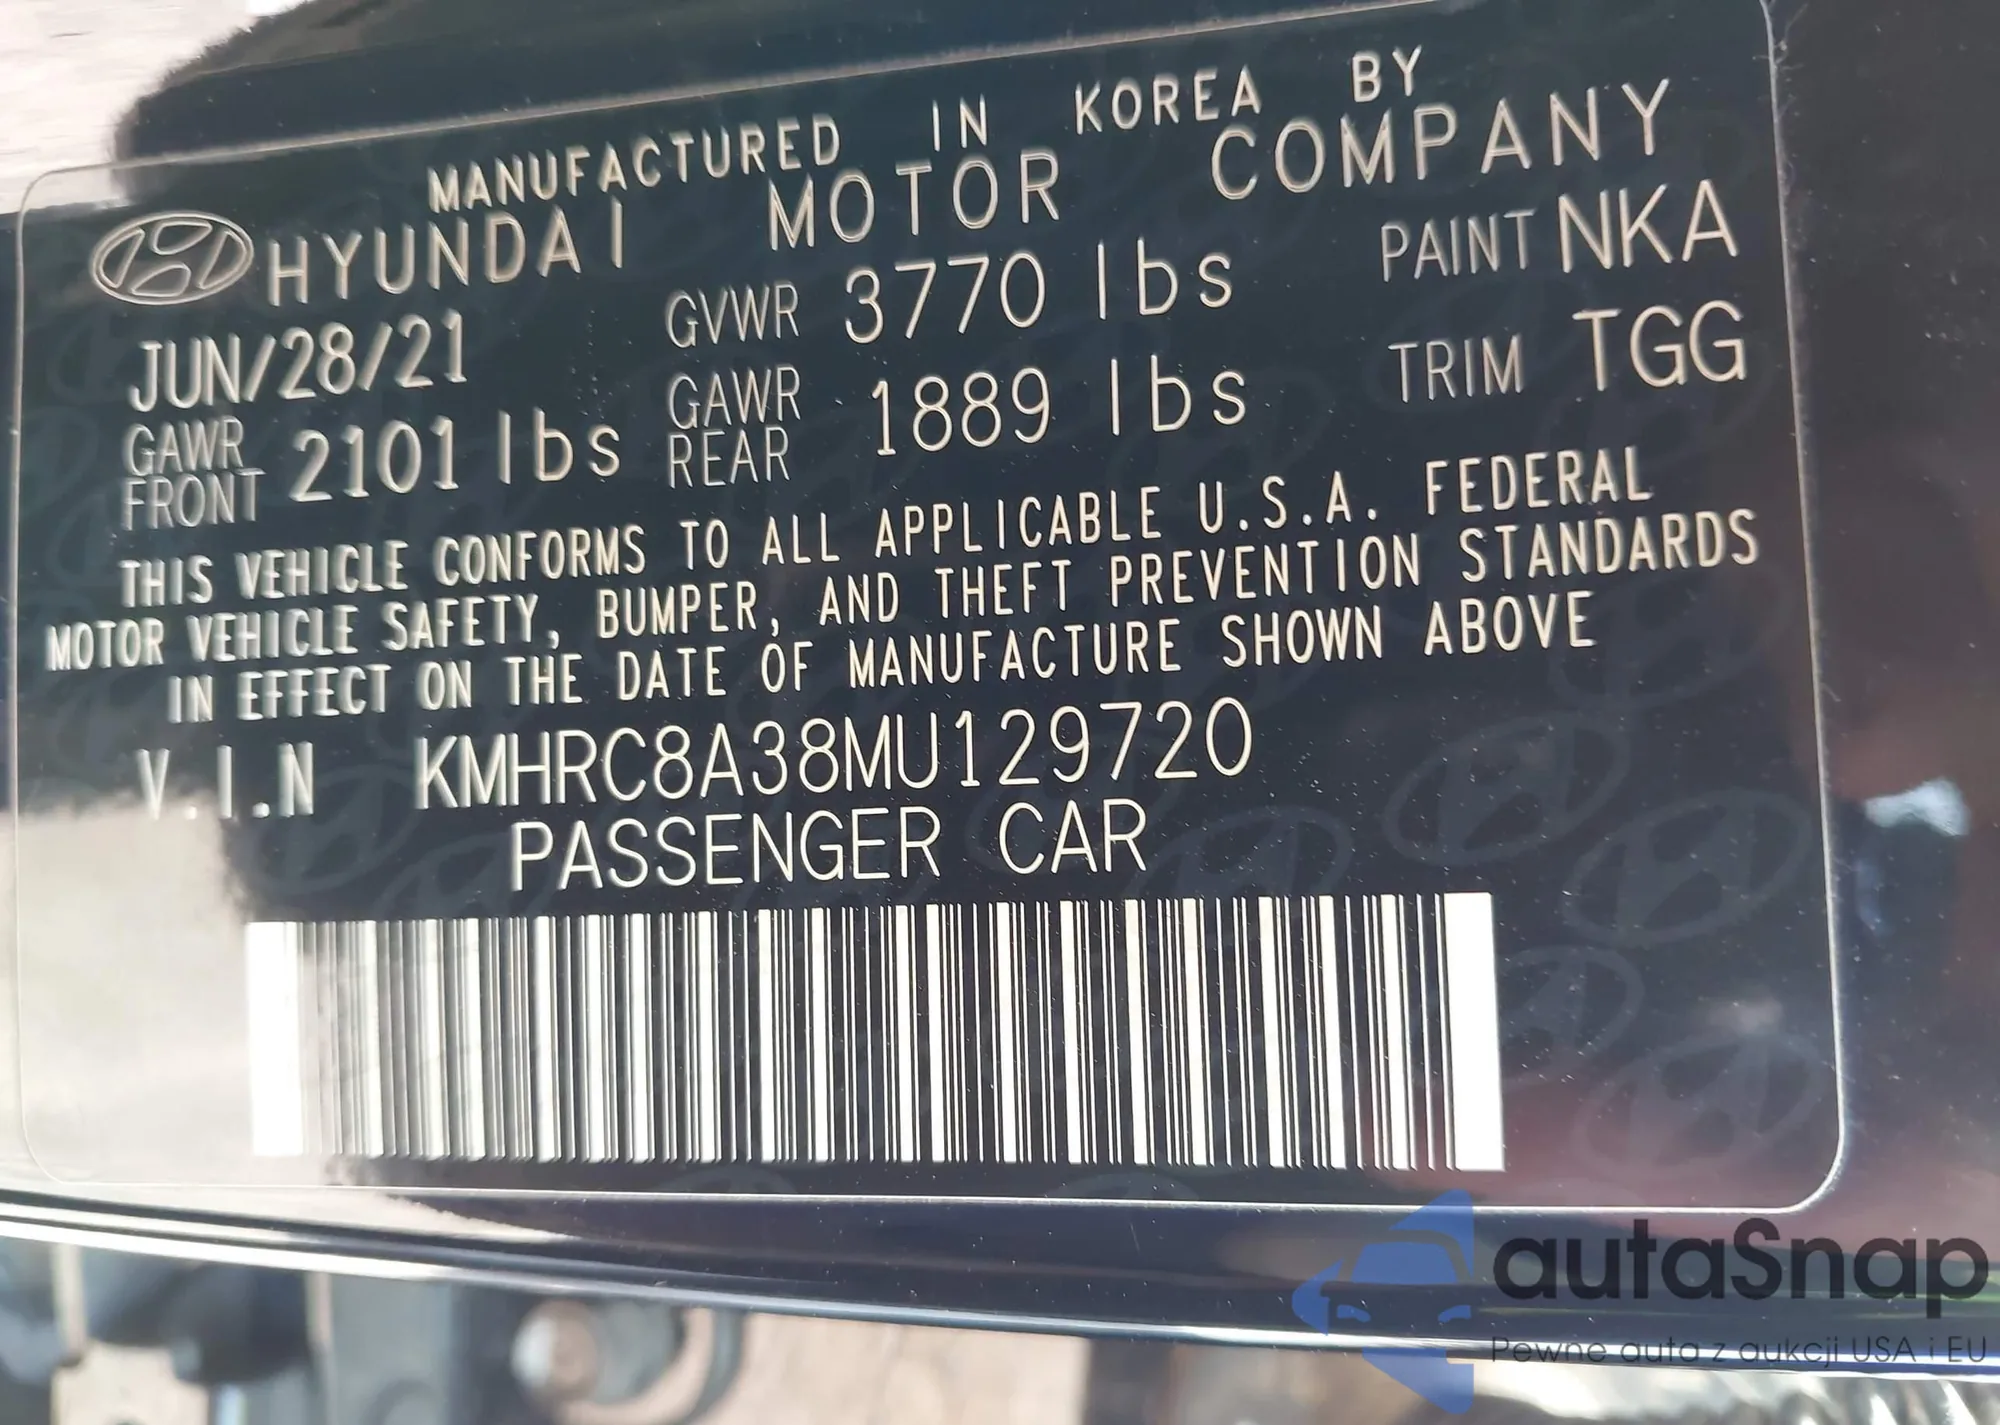 MANUFACTURED IN KOREA BY
HYUNDAI MOTOR COMPANY
JUN/28/21 GVWR 3770 lbs PAINT NKA
GAWR FRONT 2101 lbs GAWR REAR 1889 lbs TRIM TGG
THIS VEHICLE CONFORMS TO ALL APPLICABLE U.S.A. FEDERAL
MOTOR VEHICLE SAFETY, BUMPER, AND THEFT PREVENTION STANDARDS
IN EFFECT ON THE DATE OF MANUFACTURE SHOWN ABOVE
V.I.N KMHRC8A38MU129720
PASSENGER CAR
autaSnap
Pewne auta z aukcji USA i EU